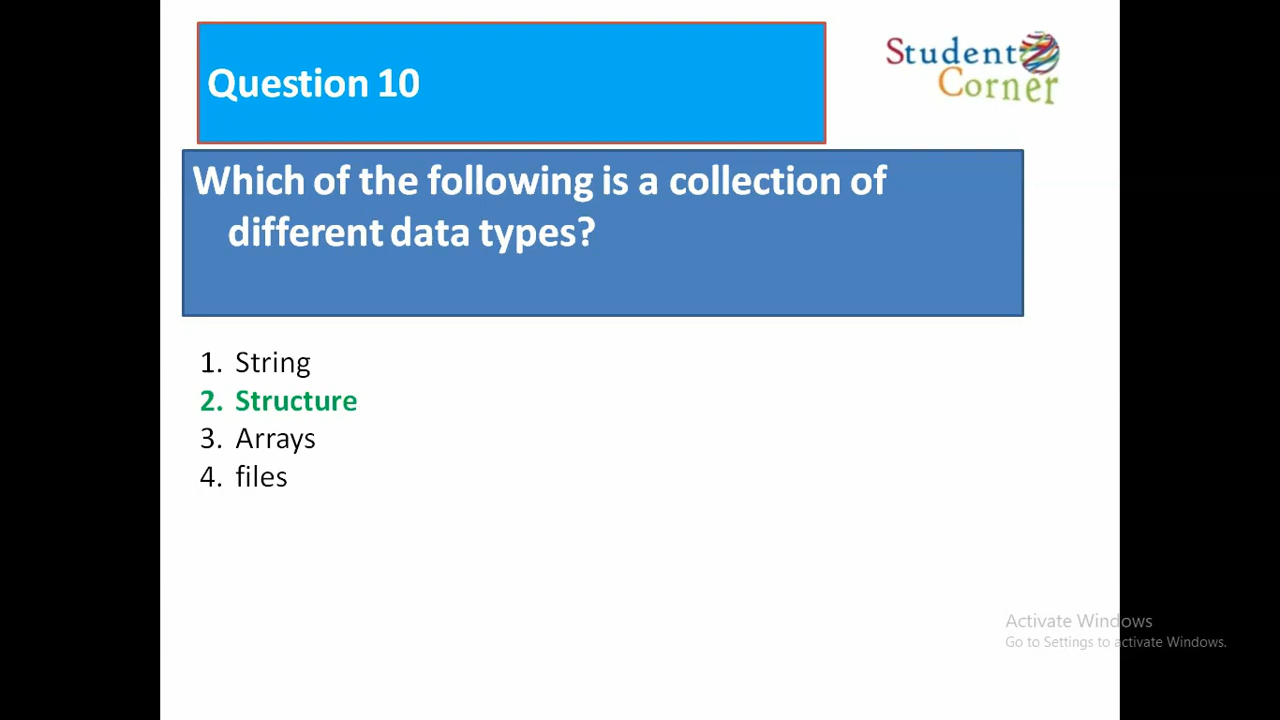 Question 10
Student
Corner
Which of the following is a collection of
different data types?
1. String
2. Structure
3. Arrays
4. files
Activate Windows
Go to Settings to activate Windows.